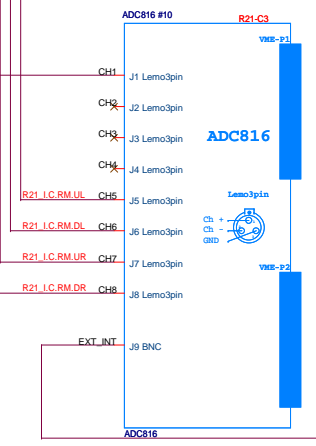 ADC816 #10
R21-C3
VME-P1
CH1 J1 Lemo3pin
CH2 J2 Lemo3pin
CH3 J3 Lemo3pin
ADC816
CH4 J4 Lemo3pin
R21_I.C.RM.UL CH5 J5 Lemo3pin
Lemo3pin
R21_I.C.RM.DL CH6 J6 Lemo3pin
Ch +
Ch -
GND
R21_I.C.RM.UR CH7 J7 Lemo3pin
VME-P2
R21_I.C.RM.DR CH8 J8 Lemo3pin
EXT_INT J9 BNC
ADC816